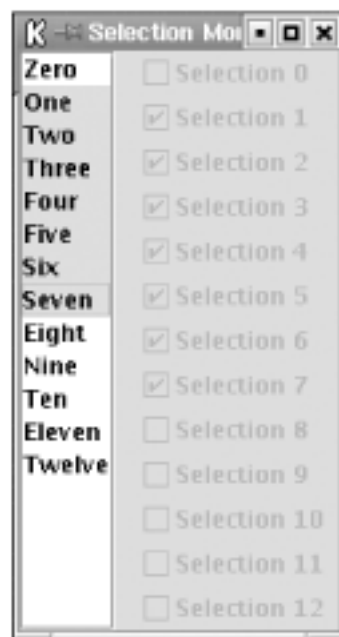 Selection Mon
Zero
One
Two
Three
Four
Five
Six
Seven
Eight
Nine
Ten
Eleven
Twelve
Selection 0
Selection 1
Selection 2
Selection 3
Selection 4
Selection 5
Selection 6
Selection 7
Selection 8
Selection 9
Selection 10
Selection 11
Selection 12